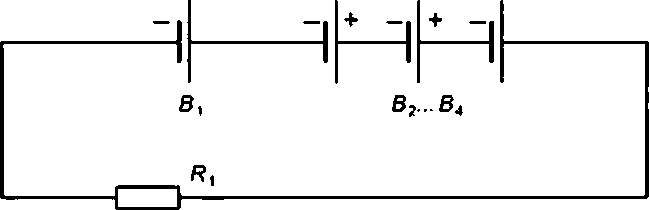 − − + − + −
B₁ B₂...B₄
R₁